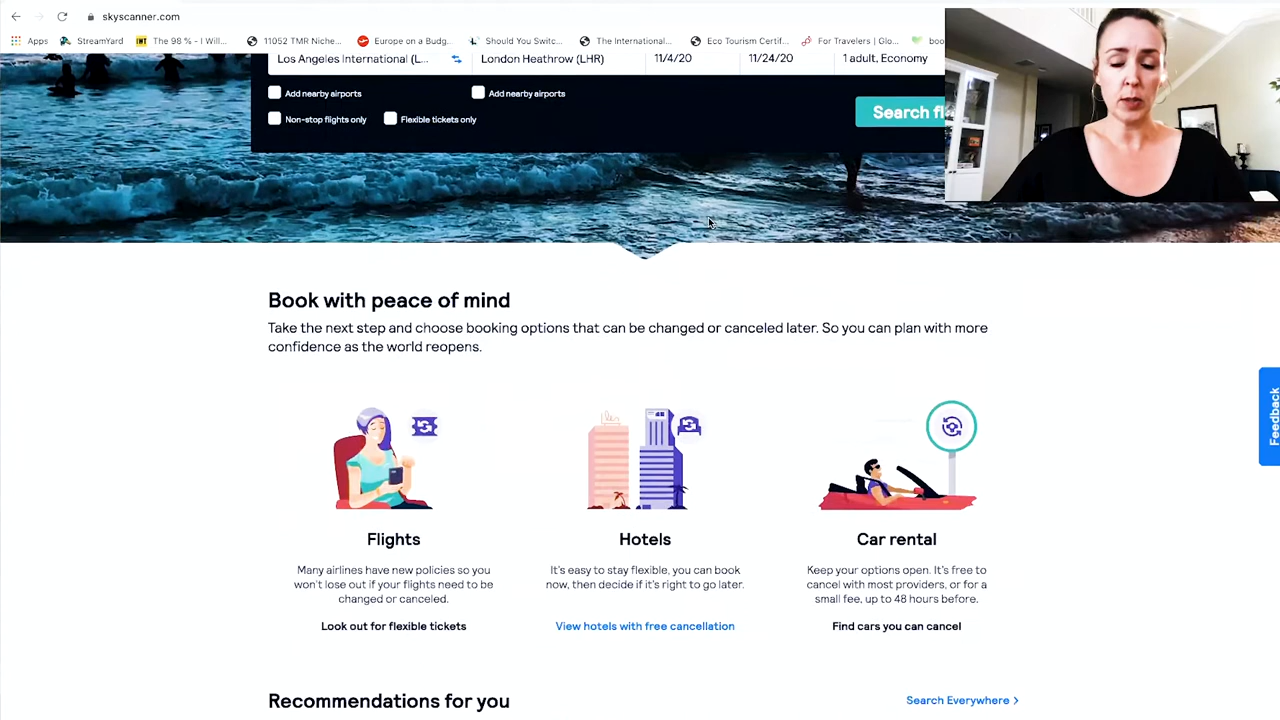 skyscanner.com
Apps StreamYard IWT The 98 % - I Will... 11052 TMR Niche... Europe on a Budg... Should You Switc... The International... Eco Tourism Certif... For Travelers | Glo... boo
Los Angeles International (L... London Heathrow (LHR) 11/4/20 11/24/20 1 adult, Economy
Add nearby airports Add nearby airports
Non-stop flights only Flexible tickets only
Search fl
Book with peace of mind
Take the next step and choose booking options that can be changed or canceled later. So you can plan with more
confidence as the world reopens.
Flights
Many airlines have new policies so you
won't lose out if your flights need to be
changed or canceled.
Look out for flexible tickets
Hotels
It's easy to stay flexible, you can book
now, then decide if it's right to go later.
View hotels with free cancellation
Car rental
Keep your options open. It's free to
cancel with most providers, or for a
small fee, up to 48 hours before.
Find cars you can cancel
Feedback
Recommendations for you
Search Everywhere >